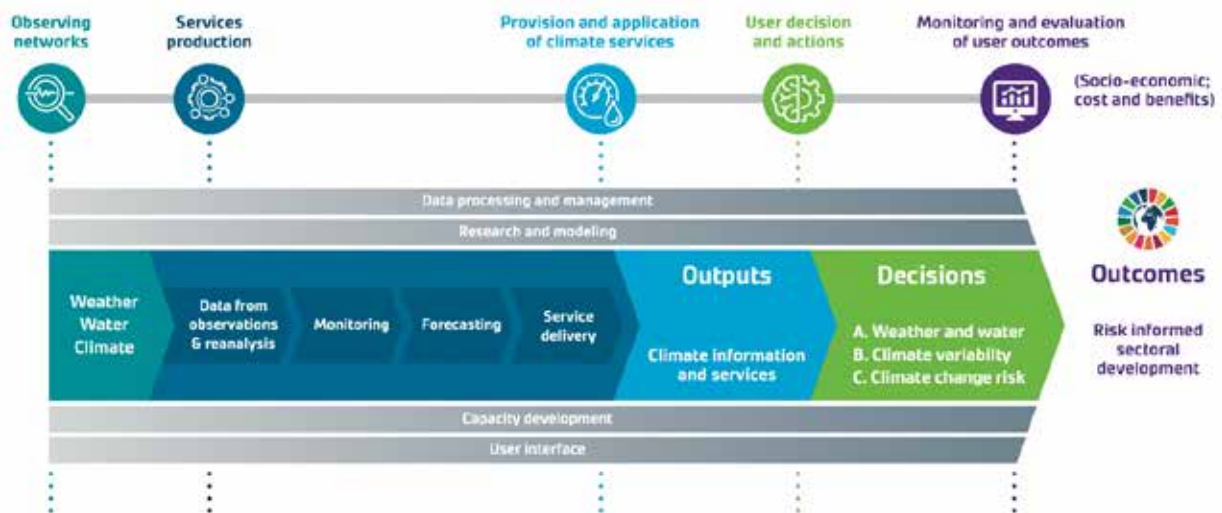 Observing
networks
Services
production
Provision and application
of climate services
User decision
and actions
Monitoring and evaluation
of user outcomes
(Socio-economic;
cost and benefits)
Data processing and management
Research and modeling
Weather
Water
Climate
Data from
observations
& reanalysis
Monitoring
Forecasting
Service
delivery
Outputs
Climate information
and services
Decisions
A. Weather and water
B. Climate variabilty
C. Climate change risk
Outcomes
Risk informed
sectoral
development
Capacity development
User interface